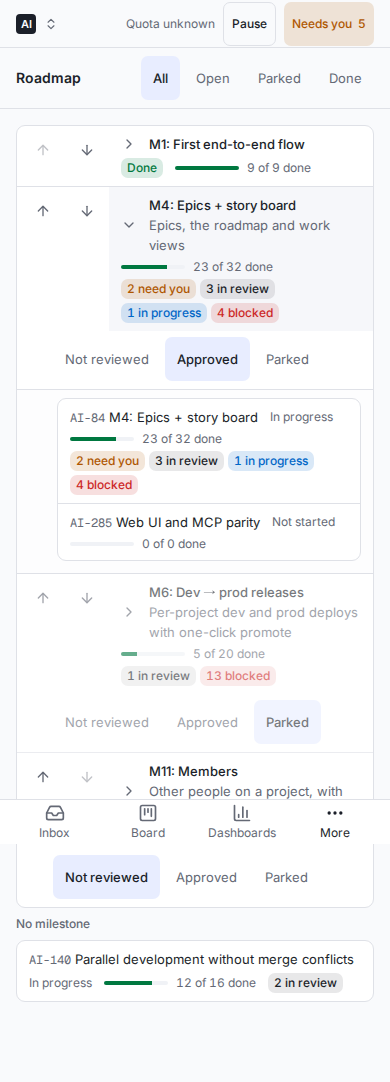 AI
Quota unknown
Pause
Needs you 5
Roadmap
All
Open
Parked
Done
M1: First end-to-end flow
Done
9 of 9 done
M4: Epics + story board
Epics, the roadmap and work
views
23 of 32 done
2 need you
3 in review
1 in progress
4 blocked
Not reviewed
Approved
Parked
AI-84 M4: Epics + story board
In progress
23 of 32 done
2 need you
3 in review
1 in progress
4 blocked
AI-285 Web UI and MCP parity
Not started
0 of 0 done
M6: Dev → prod releases
Per-project dev and prod deploys
with one-click promote
5 of 20 done
1 in review
13 blocked
Not reviewed
Approved
Parked
M11: Members
Other people on a project, with
Inbox
Board
Dashboards
More
Not reviewed
Approved
Parked
No milestone
AI-140 Parallel development without merge conflicts
In progress
12 of 16 done
2 in review